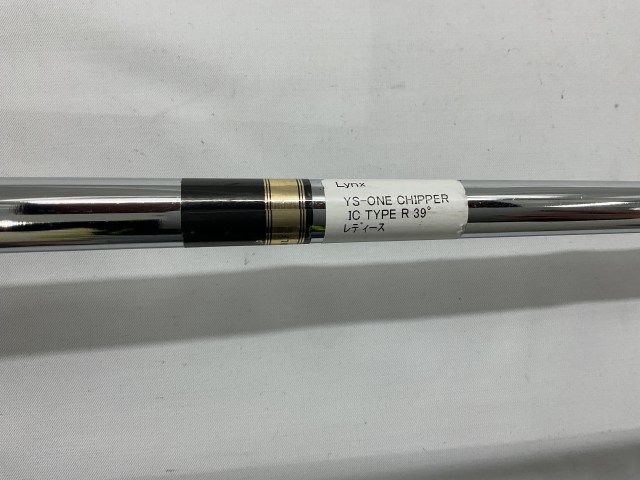 Lynx
YS-ONE CHIPPER
IC TYPE R 39°
レディース